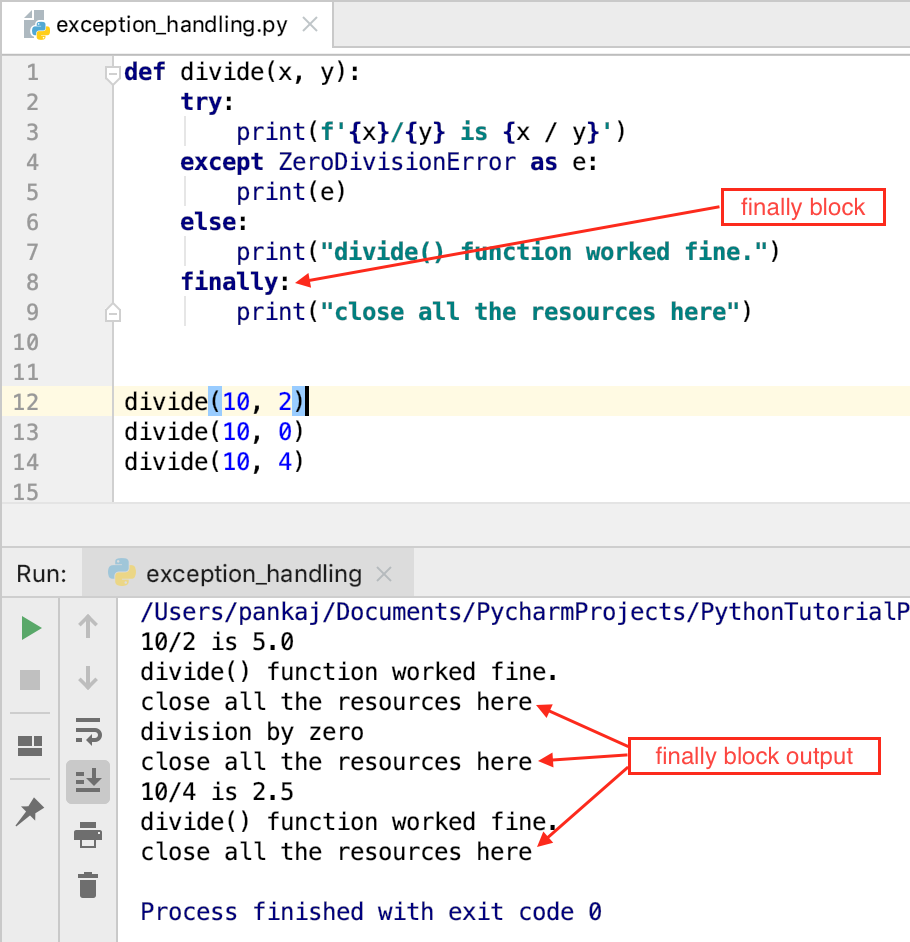 exception_handling.py
1 def divide(x, y):
2     try:
3         print(f'{x}/{y} is {x / y}')
4     except ZeroDivisionError as e:
5         print(e)
6     else:
finally block
7         print("divide() function worked fine.")
8     finally:
9         print("close all the resources here")
10
11
12 divide(10, 2)
13 divide(10, 0)
14 divide(10, 4)
15
Run: exception_handling
/Users/pankaj/Documents/PycharmProjects/PythonTutorialP
10/2 is 5.0
divide() function worked fine.
close all the resources here
division by zero
finally block output
close all the resources here
10/4 is 2.5
divide() function worked fine.
close all the resources here
Process finished with exit code 0